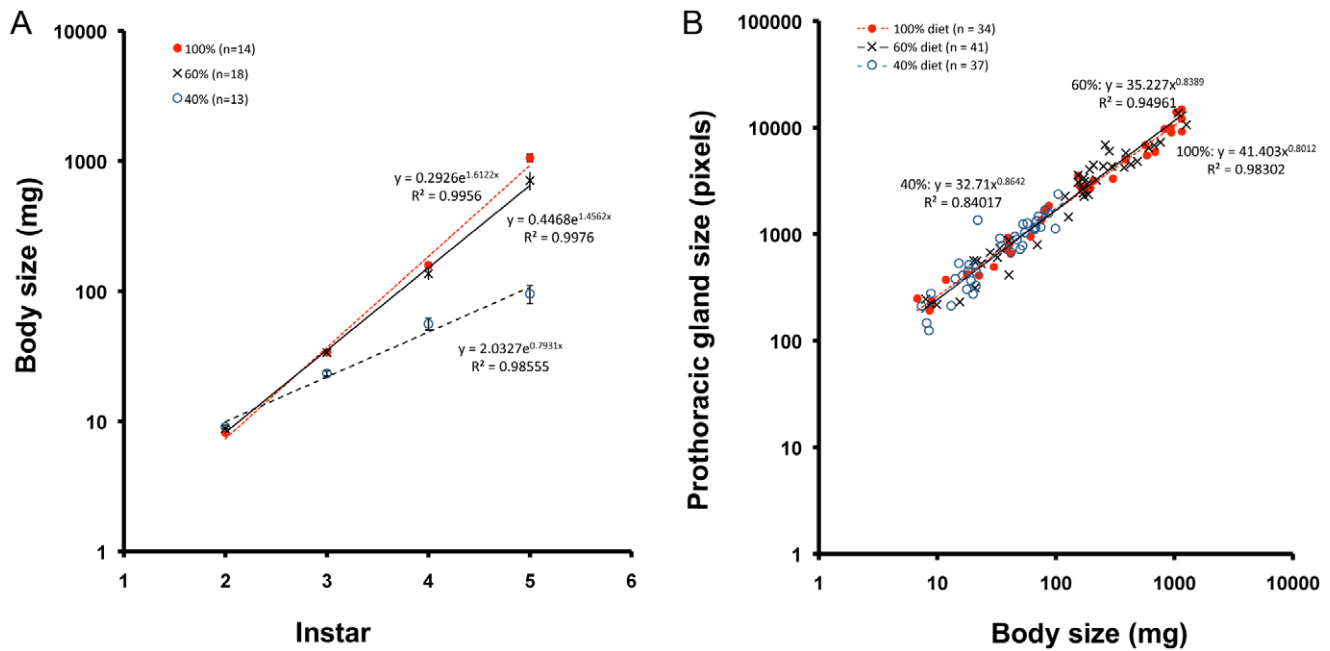 A
10000
1000
100
10
1
1
2
3
4
5
6
Body size (mg)
Instar
100% (n=14)
60% (n=18)
40% (n=13)
y = 0.2926e^1.6122x
R² = 0.9956
y = 0.4468e^1.4562x
R² = 0.9976
y = 2.0327e^0.7931x
R² = 0.98555
B
100000
10000
1000
100
10
1
1
10
100
1000
10000
Prothoracic gland size (pixels)
Body size (mg)
100% diet (n = 34)
60% diet (n = 41)
40% diet (n = 37)
60%: y = 35.227x^0.8389
R² = 0.94961
100%: y = 41.403x^0.8012
R² = 0.98302
40%: y = 32.71x^0.8642
R² = 0.84017